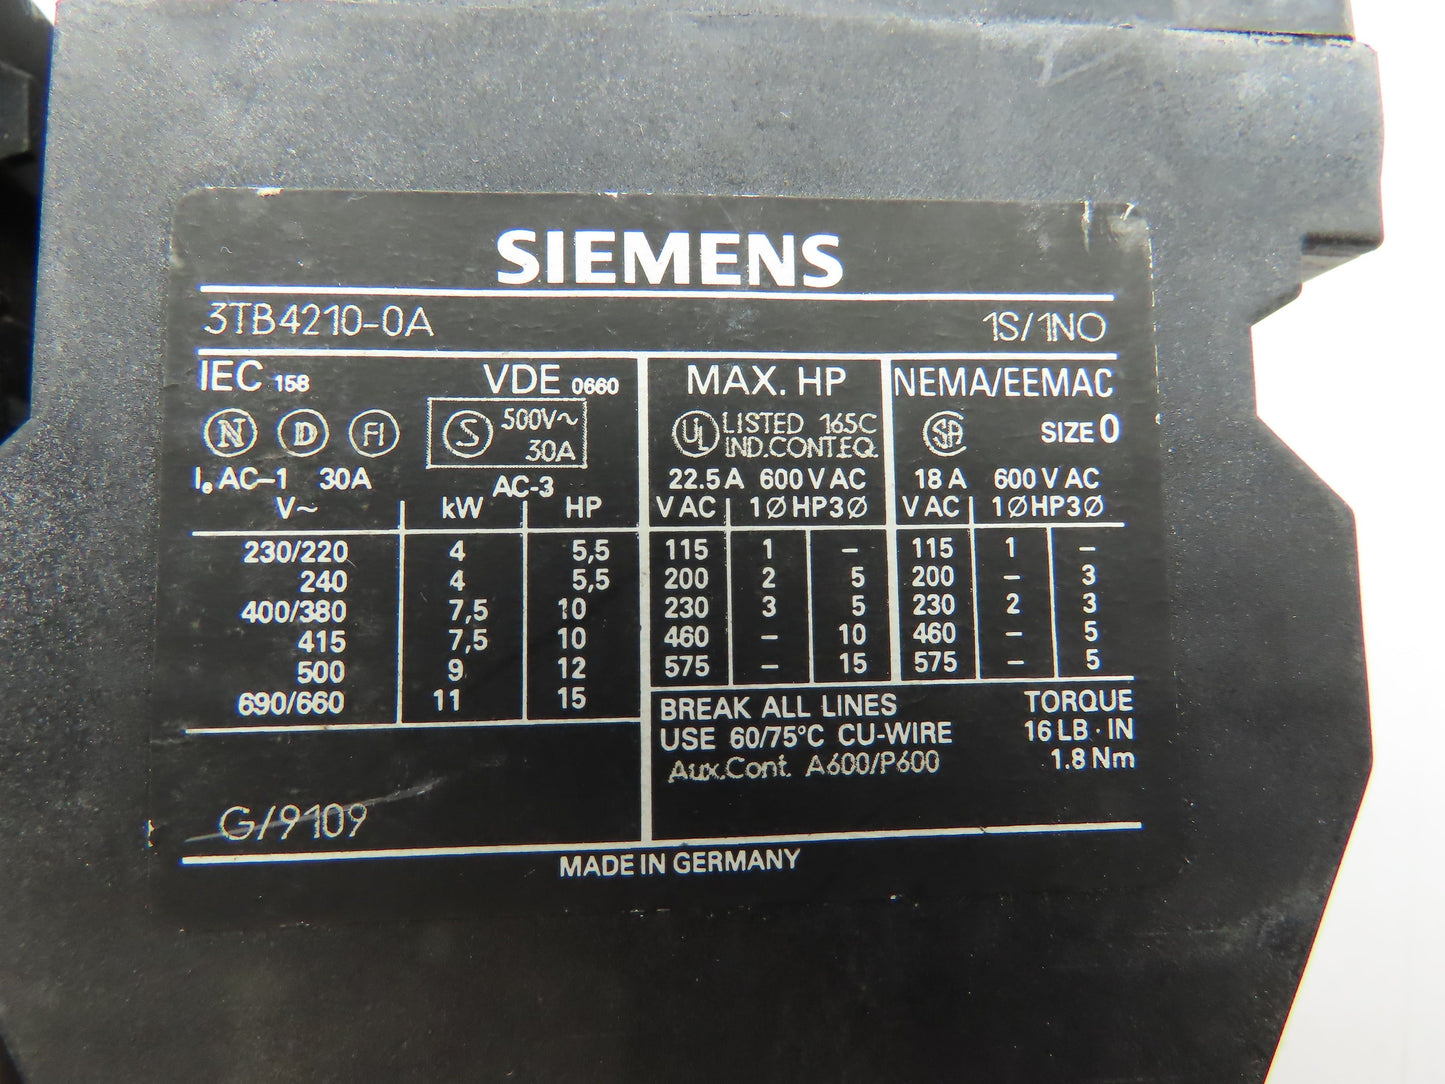 SIEMENS
3TB4210-0A 1S/1NO
IEC 158 VDE 0660
N D FI S 500V~ 30A
Ie AC-1 30A AC-3
V~ kW HP
230/220 4 5,5
240 4 5,5
400/380 7,5 10
415 7,5 10
500 9 12
690/660 11 15
G/9109
MAX. HP
UL LISTED 165C
IND.CONT.EQ.
22.5 A 600 V AC
V AC 1Ø HP 3Ø
115 1 –
200 2 5
230 3 5
460 – 10
575 – 15
NEMA/EEMAC
SA SIZE 0
18 A 600 V AC
V AC 1Ø HP 3Ø
115 1 –
200 – 3
230 2 3
460 – 5
575 – 5
BREAK ALL LINES TORQUE
USE 60/75°C CU-WIRE 16 LB · IN
Aux.Cont. A600/P600 1.8 Nm
MADE IN GERMANY